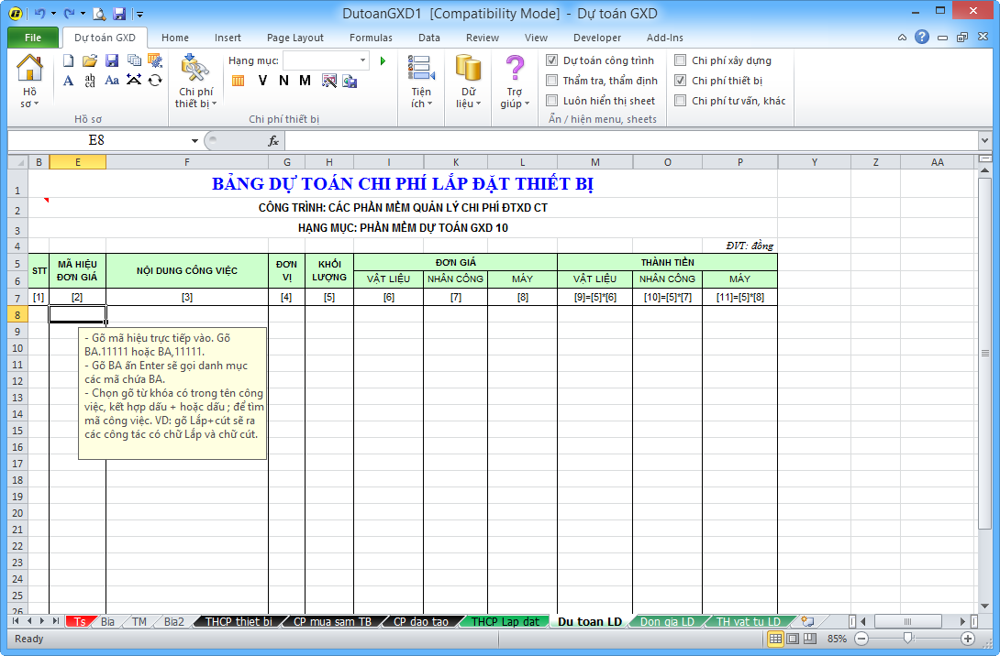 DutoanGXD1 [Compatibility Mode] - Dự toán GXD
File Dự toán GXD Home Insert Page Layout Formulas Data Review View Developer Add-Ins
Hồ sơ
A ab cd Aa
Hồ sơ
Chi phí thiết bị
Hạng mục:
V N M
Chi phí thiết bị
Tiện ích
Dữ liệu
Trợ giúp
Dự toán công trình
Thẩm tra, thẩm định
Luôn hiển thị sheet
Ẩn / hiện menu, sheets
Chi phí xây dựng
Chi phí thiết bị
Chi phí tư vấn, khác
E8 fx
B E F G H I K L M O P Y Z AA
1 BẢNG DỰ TOÁN CHI PHÍ LẮP ĐẶT THIẾT BỊ
2 CÔNG TRÌNH: CÁC PHẦN MỀM QUẢN LÝ CHI PHÍ ĐTXD CT
3 HẠNG MỤC: PHẦN MỀM DỰ TOÁN GXD 10
4 ĐVT: đồng
5 STT MÃ HIỆU ĐƠN GIÁ NỘI DUNG CÔNG VIỆC ĐƠN VỊ KHỐI LƯỢNG ĐƠN GIÁ THÀNH TIỀN
6 VẬT LIỆU NHÂN CÔNG MÁY VẬT LIỆU NHÂN CÔNG MÁY
7 [1] [2] [3] [4] [5] [6] [7] [8] [9]=[5]*[6] [10]=[5]*[7] [11]=[5]*[8]
8
9
10
11
12
13
14
15
16
17
18
19
20
21
22
23
24
25
26
- Gõ mã hiệu trực tiếp vào. Gõ
BA.11111 hoặc BA,11111.
- Gõ BA ấn Enter sẽ gọi danh mục
các mã chứa BA.
- Chọn gõ từ khóa có trong tên công
việc, kết hợp dấu + hoặc dấu ; để tìm
mã công việc. VD: gõ Lắp+cút sẽ ra
các công tác có chữ Lắp và chữ cút.
Ts Bia TM Bia2 THCP thiet bi CP mua sam TB CP dao tao THCP Lap dat Du toan LD Don gia LD TH vat tu LD
Ready 85%